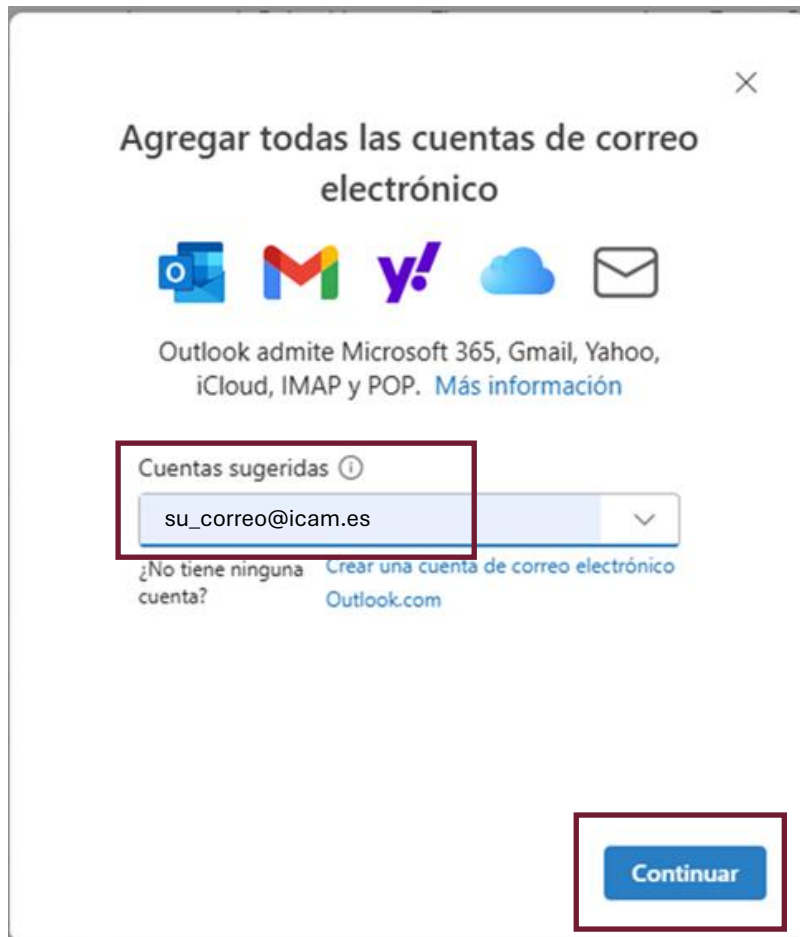 Agregar todas las cuentas de correo
electrónico
Outlook admite Microsoft 365, Gmail, Yahoo,
iCloud, IMAP y POP. Más información
Cuentas sugeridas
su_correo@icam.es
¿No tiene ninguna
cuenta?
Crear una cuenta de correo electrónico
Outlook.com
Continuar